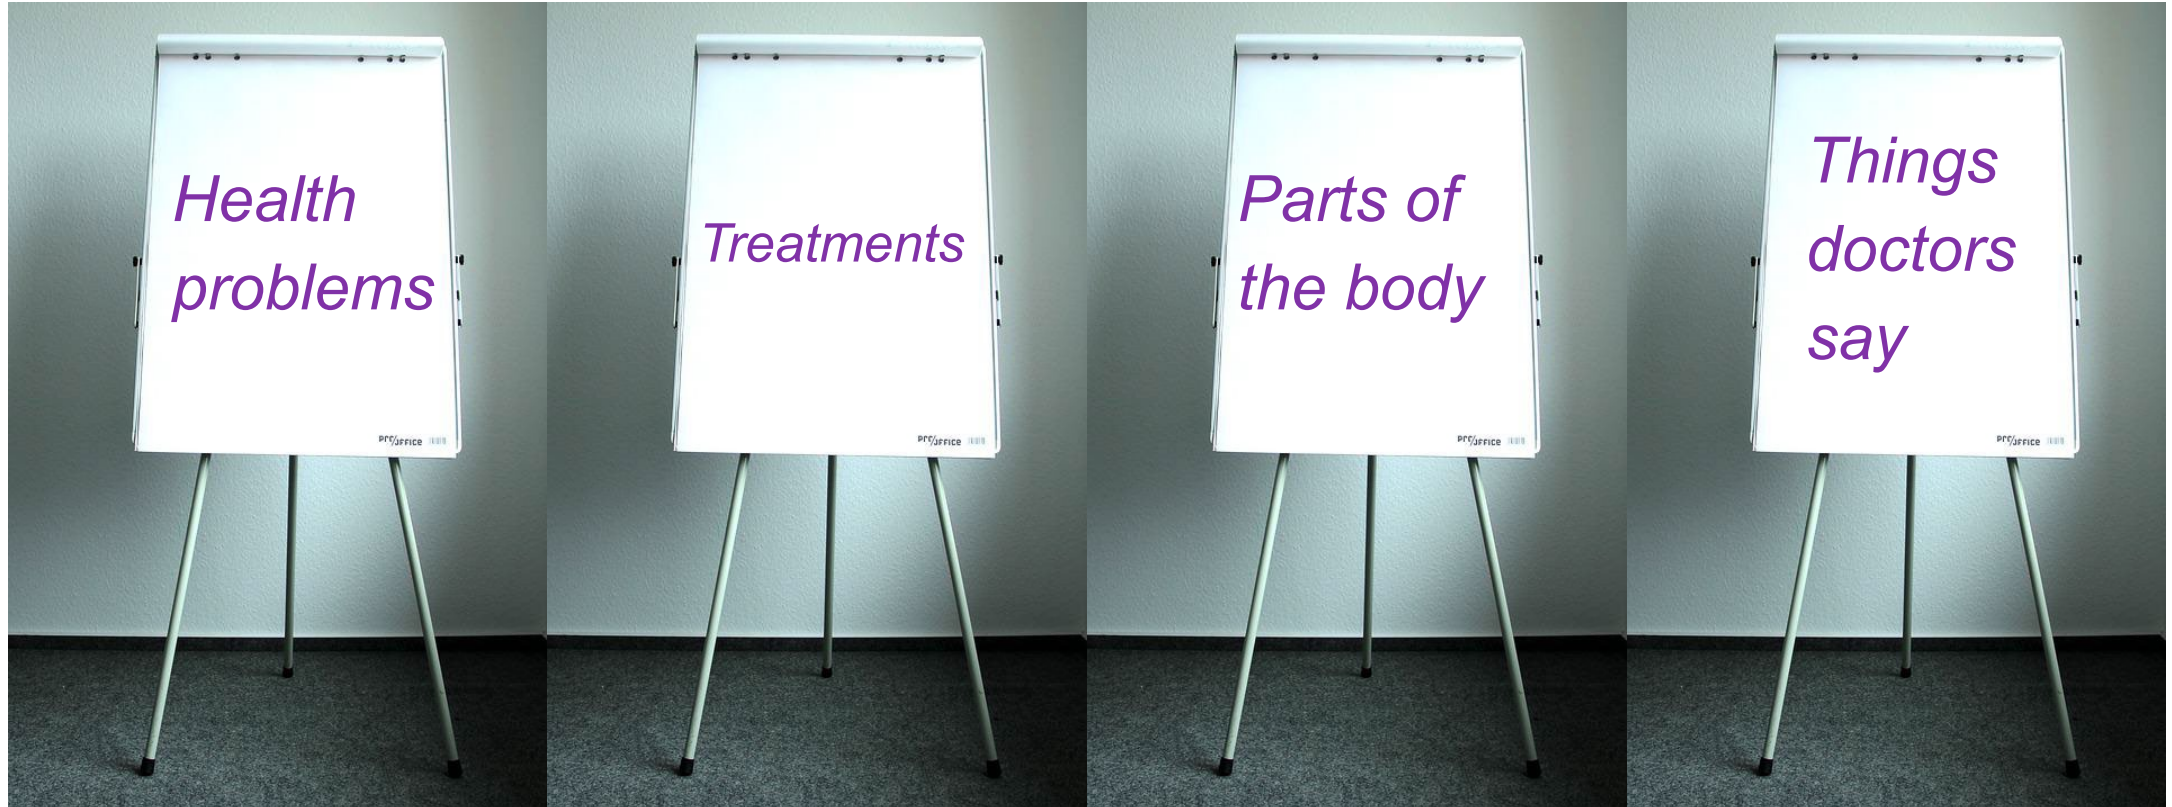 Health
problems
Treatments
Parts of
the body
Things
doctors
say